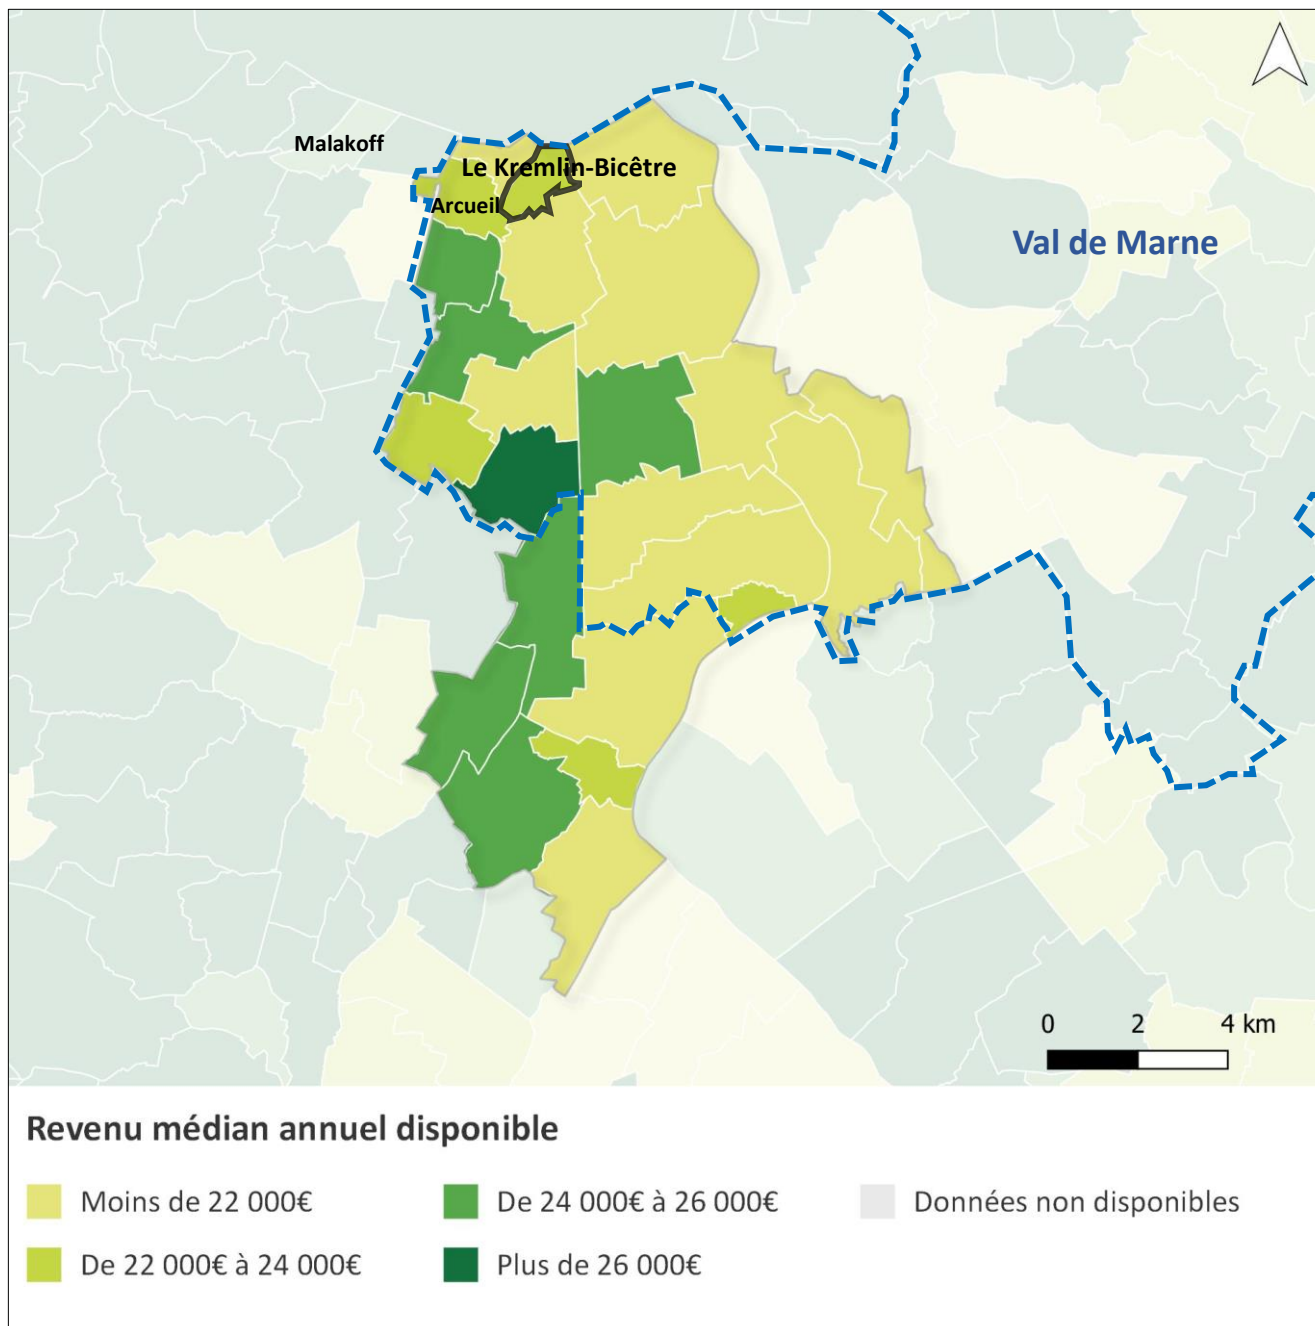 Malakoff
Le Kremlin-Bicêtre
Arcueil
Val de Marne
0 2 4 km
Revenu médian annuel disponible
Moins de 22 000€
De 24 000€ à 26 000€
Données non disponibles
De 22 000€ à 24 000€
Plus de 26 000€